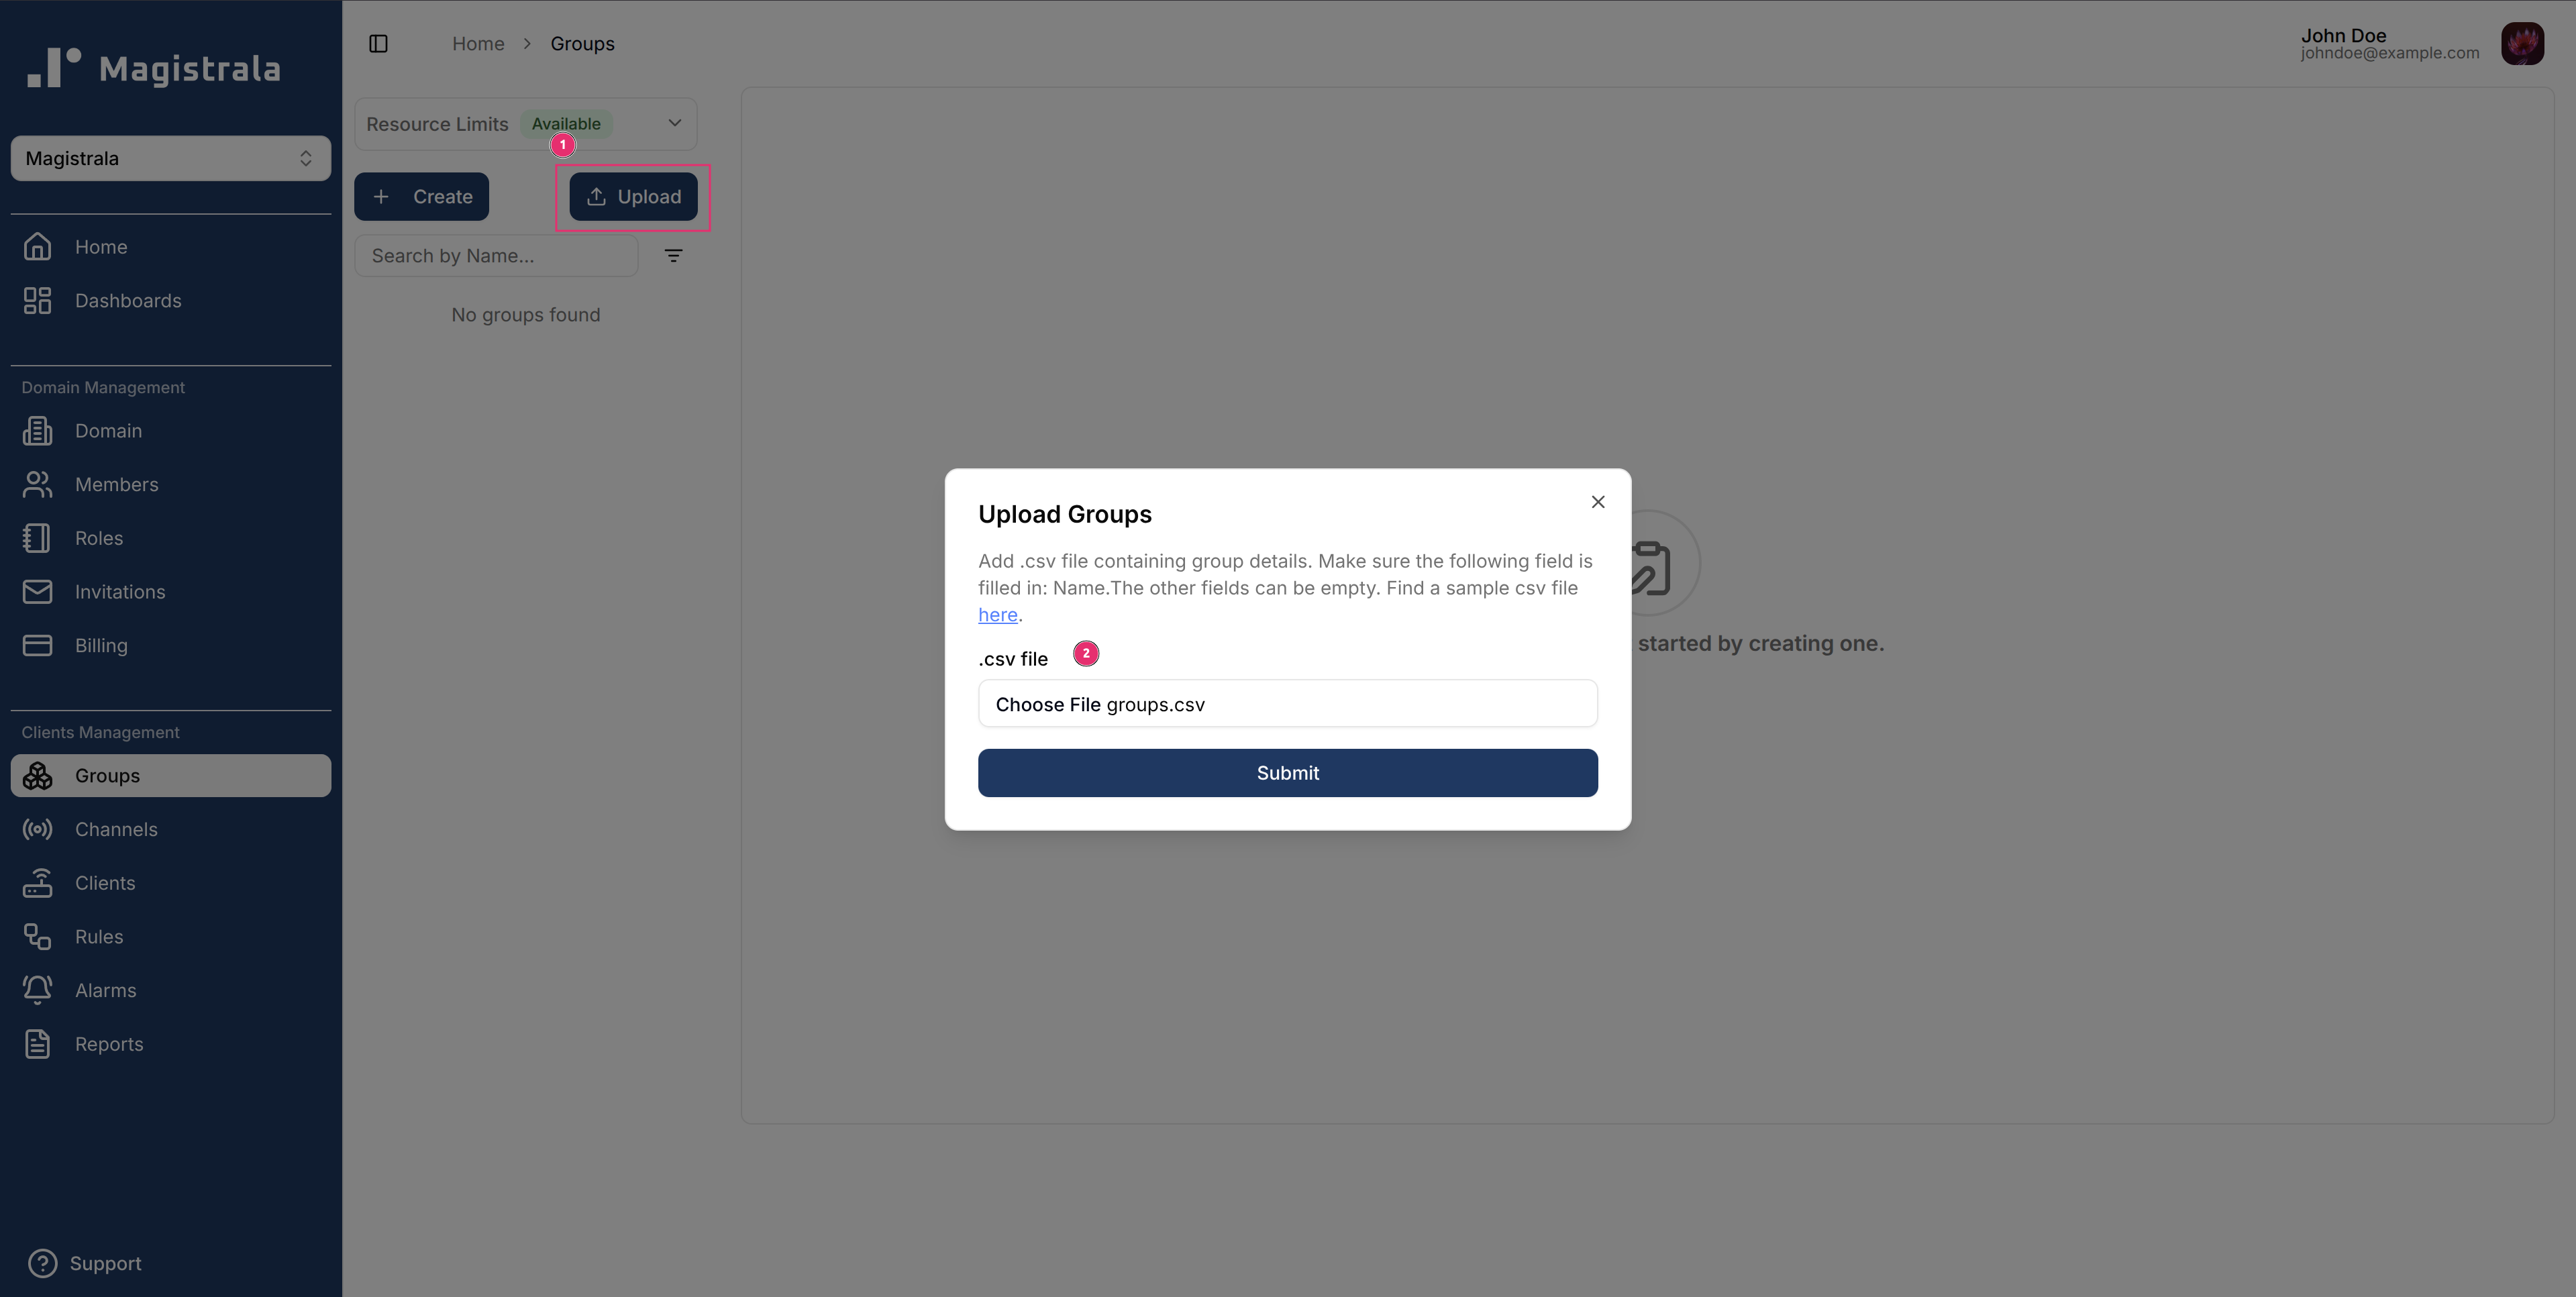 Magistrala
Magistrala
Home
Dashboards
Domain Management
Domain
Members
Roles
Invitations
Billing
Clients Management
Groups
Channels
Clients
Rules
Alarms
Reports
Support
Home > Groups
John Doe
johndoe@example.com
Resource Limits Available
1
Create Upload
Search by Name...
No groups found
started by creating one.
Upload Groups
Add .csv file containing group details. Make sure the following field is
filled in: Name.The other fields can be empty. Find a sample csv file
here.
.csv file 2
Choose File groups.csv
Submit